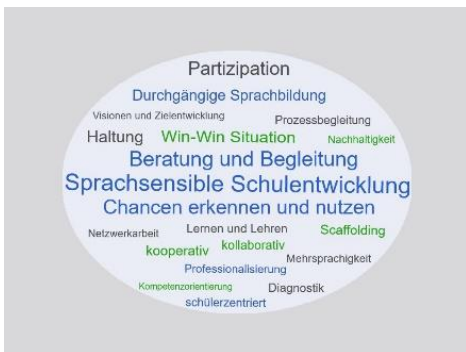 Partizipation
Durchgängige Sprachbildung
Visionen und Zielentwicklung
Prozessbegleitung
Haltung
Win-Win Situation
Nachhaltigkeit
Beratung und Begleitung
Sprachsensible Schulentwicklung
Chancen erkennen und nutzen
Netzwerkarbeit
Lernen und Lehren
Scaffolding
kooperativ
kollaborativ
Mehrsprachigkeit
Professionalisierung
Kompetenzorientierung
Diagnostik
schülerzentriert